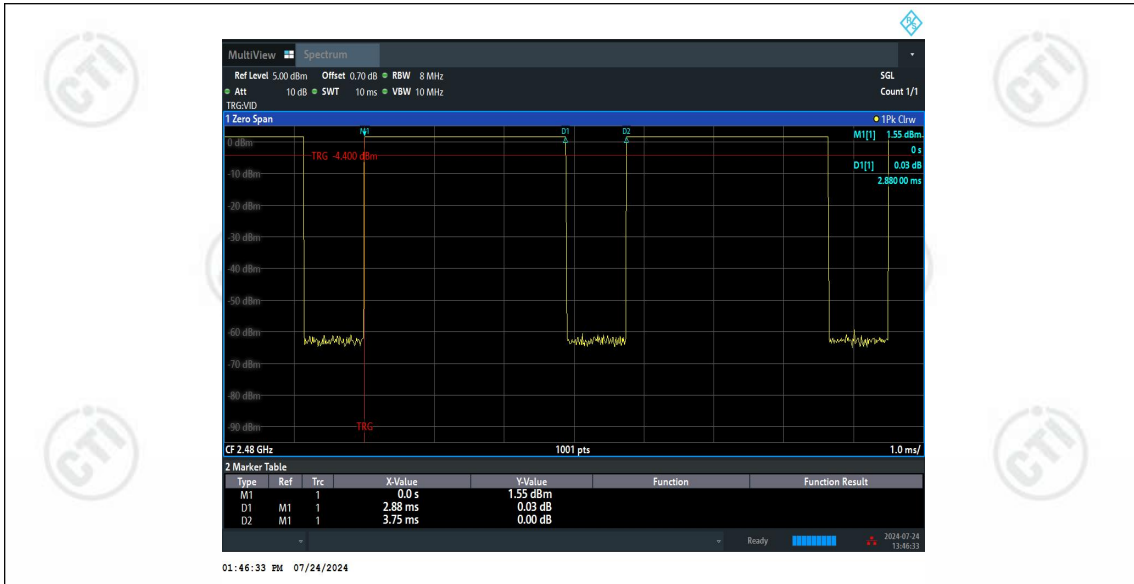 R S
MultiView Spectrum
Ref Level 5.00 dBm Offset 0.70 dB RBW 8 MHz SGL
Att 10 dB SWT 10 ms VBW 10 MHz Count 1/1
TRG:VID
1 Zero Span 1Pk Clrw
M1 D1 D2 M1[1] 1.55 dBm
0 dBm 0 s
TRG -4.400 dBm D1[1] 0.03 dB
-10 dBm 2.880 00 ms
-20 dBm
-30 dBm
-40 dBm
-50 dBm
-60 dBm
-70 dBm
-80 dBm
-90 dBm TRG
CF 2.48 GHz 1001 pts 1.0 ms/
2 Marker Table
Type Ref Trc X-Value Y-Value Function Function Result
M1 1 0.0 s 1.55 dBm
D1 M1 1 2.88 ms 0.03 dB
D2 M1 1 3.75 ms 0.00 dB
Ready 2024-07-24
13:46:33
01:46:33 PM 07/24/2024
CTI
CTI
CTI
CTI